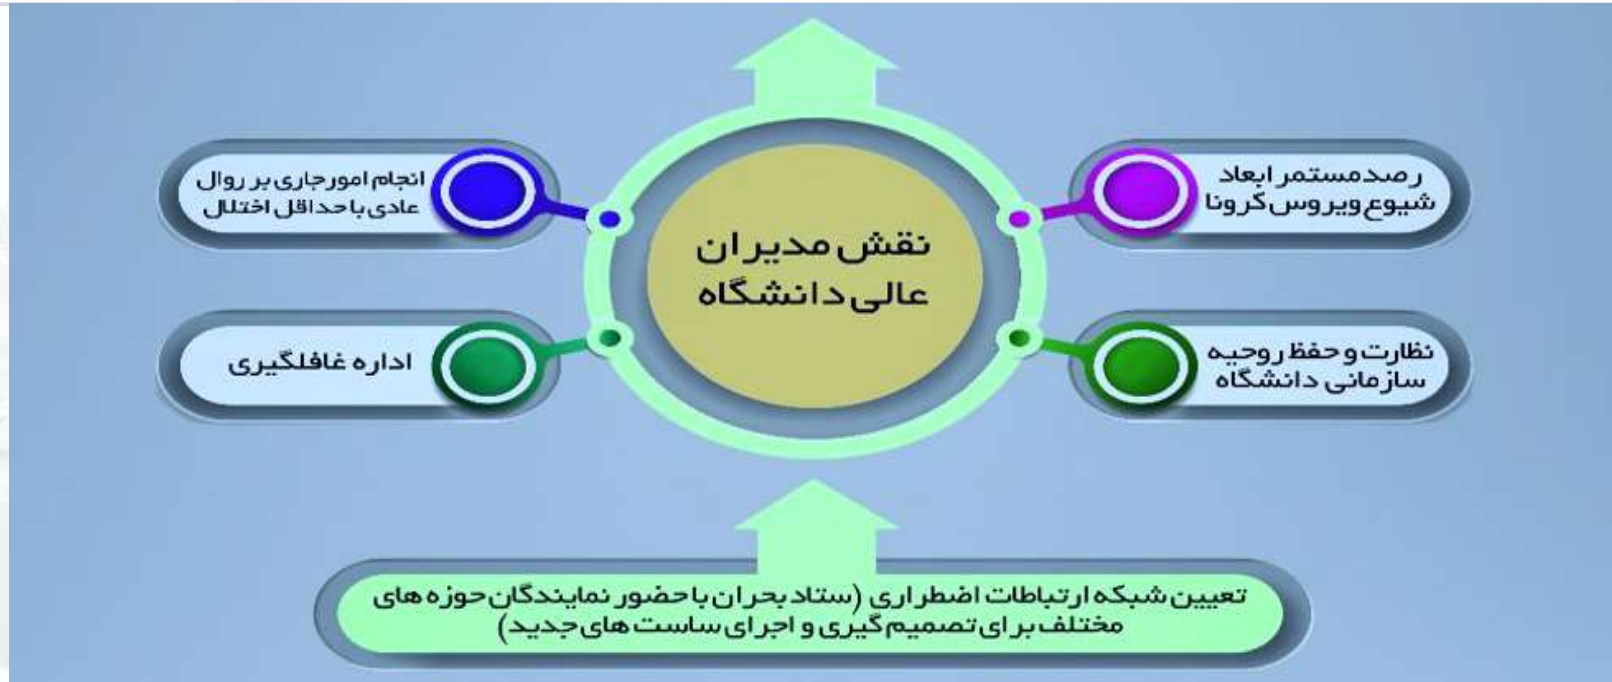 نقش مدیران
عالی دانشگاه
رصد مستمر ابعاد
شیوع ویروس کرونا
انجام امور جاری بر روال
عادی با حداقل اختلال
نظارت و حفظ روحیه
سازمانی دانشگاه
اداره غافلگیری
تعیین شبکه ارتباطات اضطراری (ستاد بحران با حضور نمایندگان حوزه های
مختلف برای تصمیم گیری و اجرای ساست های جدید)